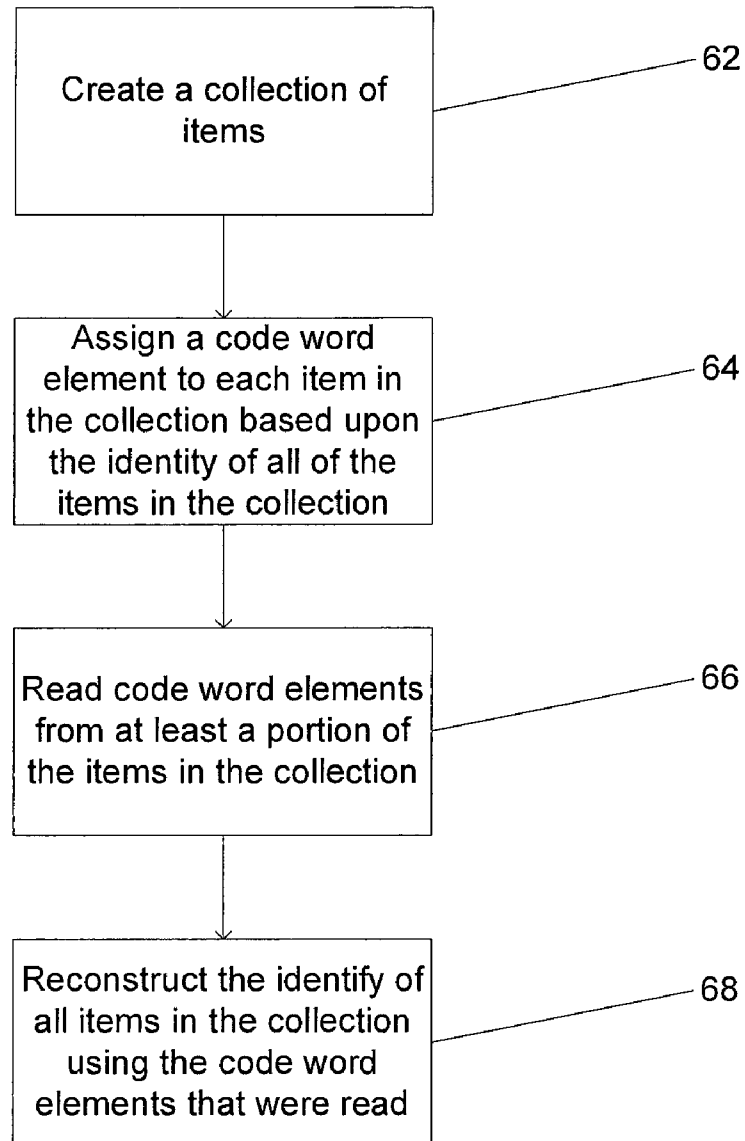 Create a collection of
items
62
Assign a code word
element to each item in
the collection based upon
the identity of all of the
items in the collection
64
Read code word elements
from at least a portion of
the items in the collection
66
Reconstruct the identify of
all items in the collection
using the code word
elements that were read
68